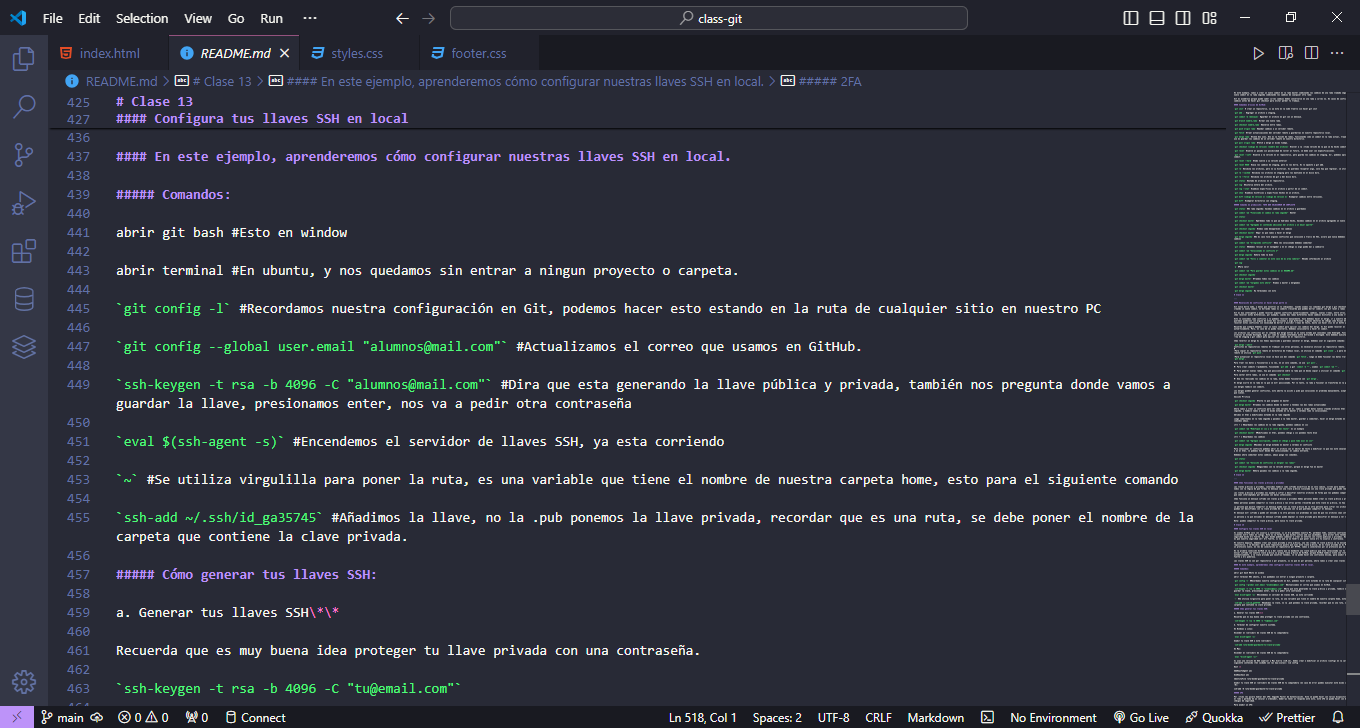 File Edit Selection View Go Run ··· class-git
index.html README.md styles.css footer.css
README.md > # Clase 13 > #### En este ejemplo, aprenderemos cómo configurar nuestras llaves SSH en local. > ##### 2FA
425 # Clase 13
427 #### Configura tus llaves SSH en local
436
437 #### En este ejemplo, aprenderemos cómo configurar nuestras llaves SSH en local.
438
439 ##### Comandos:
440
441 abrir git bash #Esto en window
442
443 abrir terminal #En ubuntu, y nos quedamos sin entrar a ningun proyecto o carpeta.
444
445 `git config -l` #Recordamos nuestra configuración en Git, podemos hacer esto estando en la ruta de cualquier sitio en nuestro PC
446
447 `git config --global user.email "alumnos@mail.com"` #Actualizamos el correo que usamos en GitHub.
448
449 `ssh-keygen -t rsa -b 4096 -C "alumnos@mail.com"` #Dira que esta generando la llave pública y privada, también nos pregunta donde vamos a
guardar la llave, presionamos enter, nos va a pedir otra contraseña
450
451 `eval $(ssh-agent -s)` #Encendemos el servidor de llaves SSH, ya esta corriendo
452
453 `~` #Se utiliza virgulilla para poner la ruta, es una variable que tiene el nombre de nuestra carpeta home, esto para el siguiente comando
454
455 `ssh-add ~/.ssh/id_ga35745` #Añadimos la llave, no la .pub ponemos la llave privada, recordar que es una ruta, se debe poner el nombre de la
carpeta que contiene la clave privada.
456
457 ##### Cómo generar tus llaves SSH:
458
459 a. Generar tus llaves SSH\*\*
460
461 Recuerda que es muy buena idea proteger tu llave privada con una contraseña.
462
463 `ssh-keygen -t rsa -b 4096 -C "tu@email.com"`
main 0 0 0 Connect Ln 518, Col 1 Spaces: 2 UTF-8 CRLF Markdown No Environment Go Live Quokka Prettier